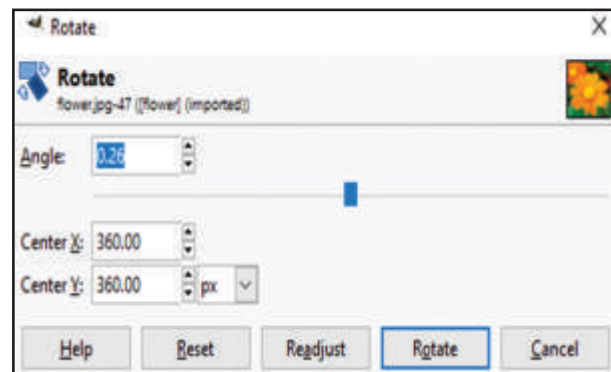 Rotate
Rotate
flower.jpg-47 ([flower] (imported))
Angle: 0.26
Center X: 360.00
Center Y: 360.00 px
Help Reset Readjust Rotate Cancel